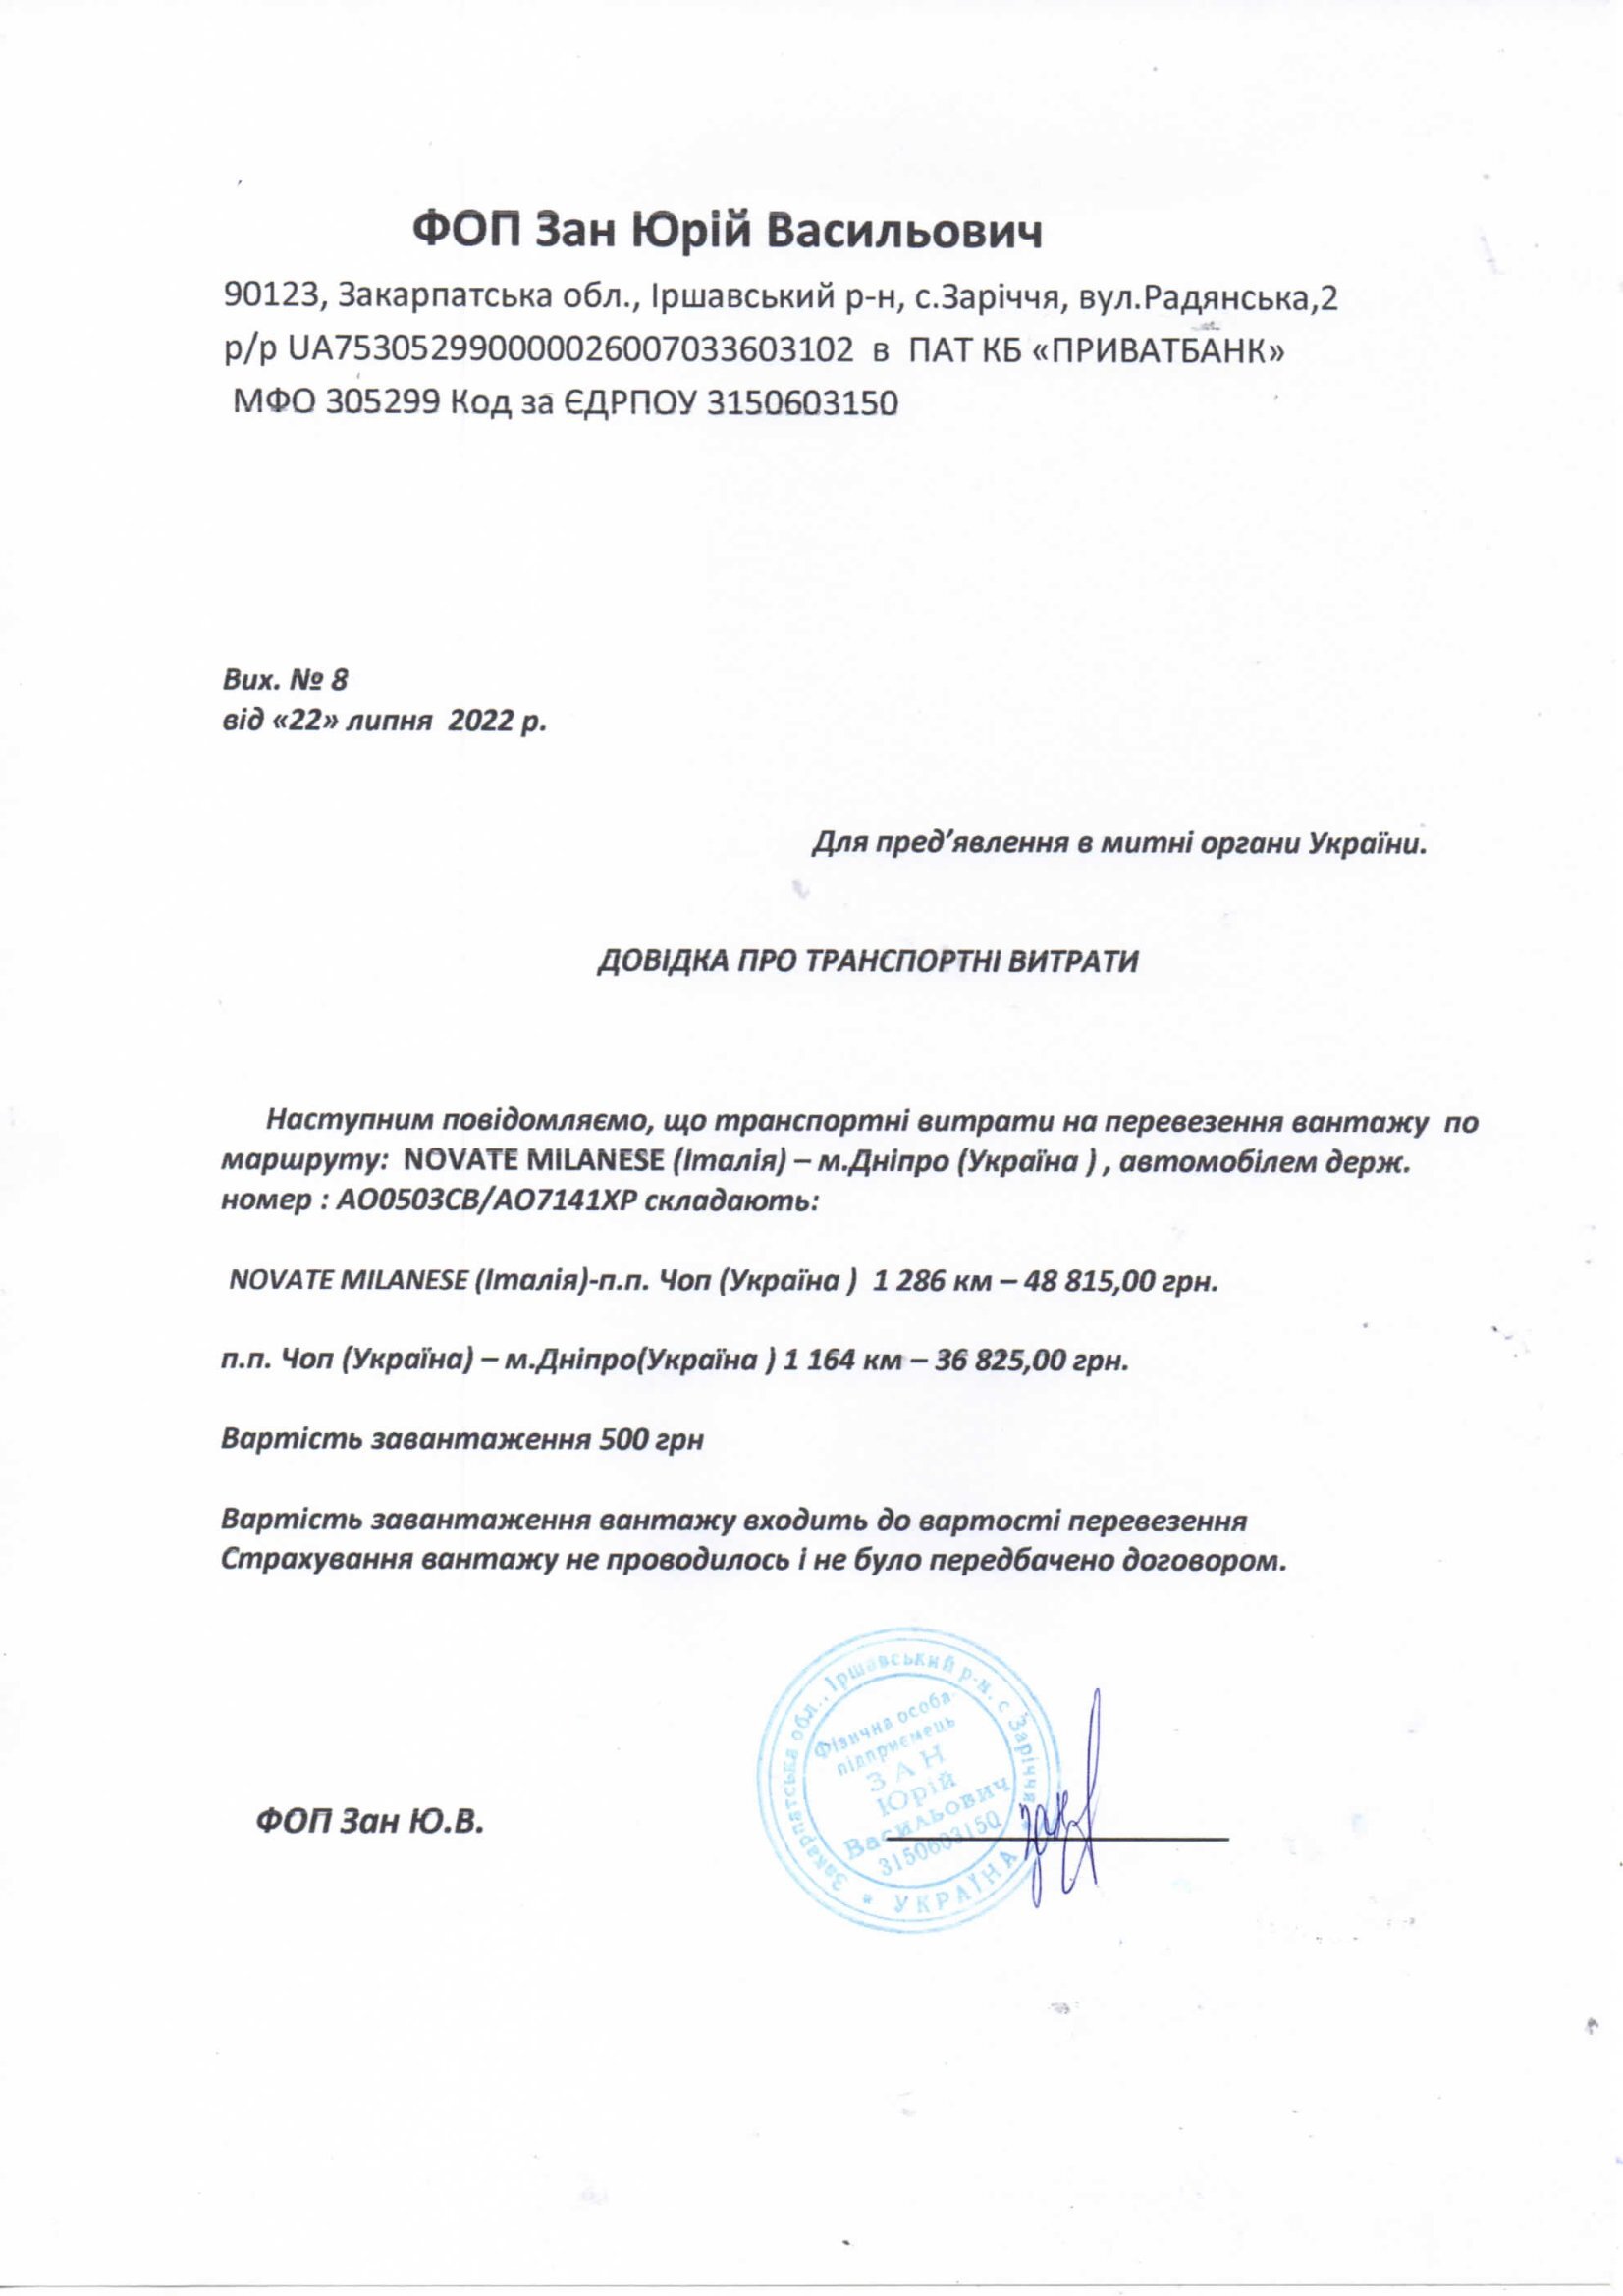 ФОП Зан Юрій Васильович
90123, Закарпатська обл., Іршавський р-н, с.Заріччя, вул.Радянська,2
р/р UA753052990000026007033603102 в ПАТ КБ «ПРИВАТБАНК»
МФО 305299 Код за ЄДРПОУ 3150603150
Вих. № 8
від «22» липня 2022 р.
Для пред’явлення в митні органи України.
ДОВІДКА ПРО ТРАНСПОРТНІ ВИТРАТИ
Наступним повідомляємо, що транспортні витрати на перевезення вантажу по
маршруту: NOVATE MILANESE (Італія) – м.Дніпро (Україна ) , автомобілем держ.
номер : АО0503СВ/АО7141ХР складають:
NOVATE MILANESE (Італія)-п.п. Чоп (Україна ) 1 286 км – 48 815,00 грн.
п.п. Чоп (Україна) – м.Дніпро(Україна ) 1 164 км – 36 825,00 грн.
Вартість завантаження 500 грн
Вартість завантаження вантажу входить до вартості перевезення
Страхування вантажу не проводилось і не було передбачено договором.
Закарпатська обл., Іршавський р-н. с Заріччя
* УКРАЇНА *
Фізична особа-
підприємець
ЗАН
Юрій
Васильович
3150603150
ФОП Зан Ю.В.